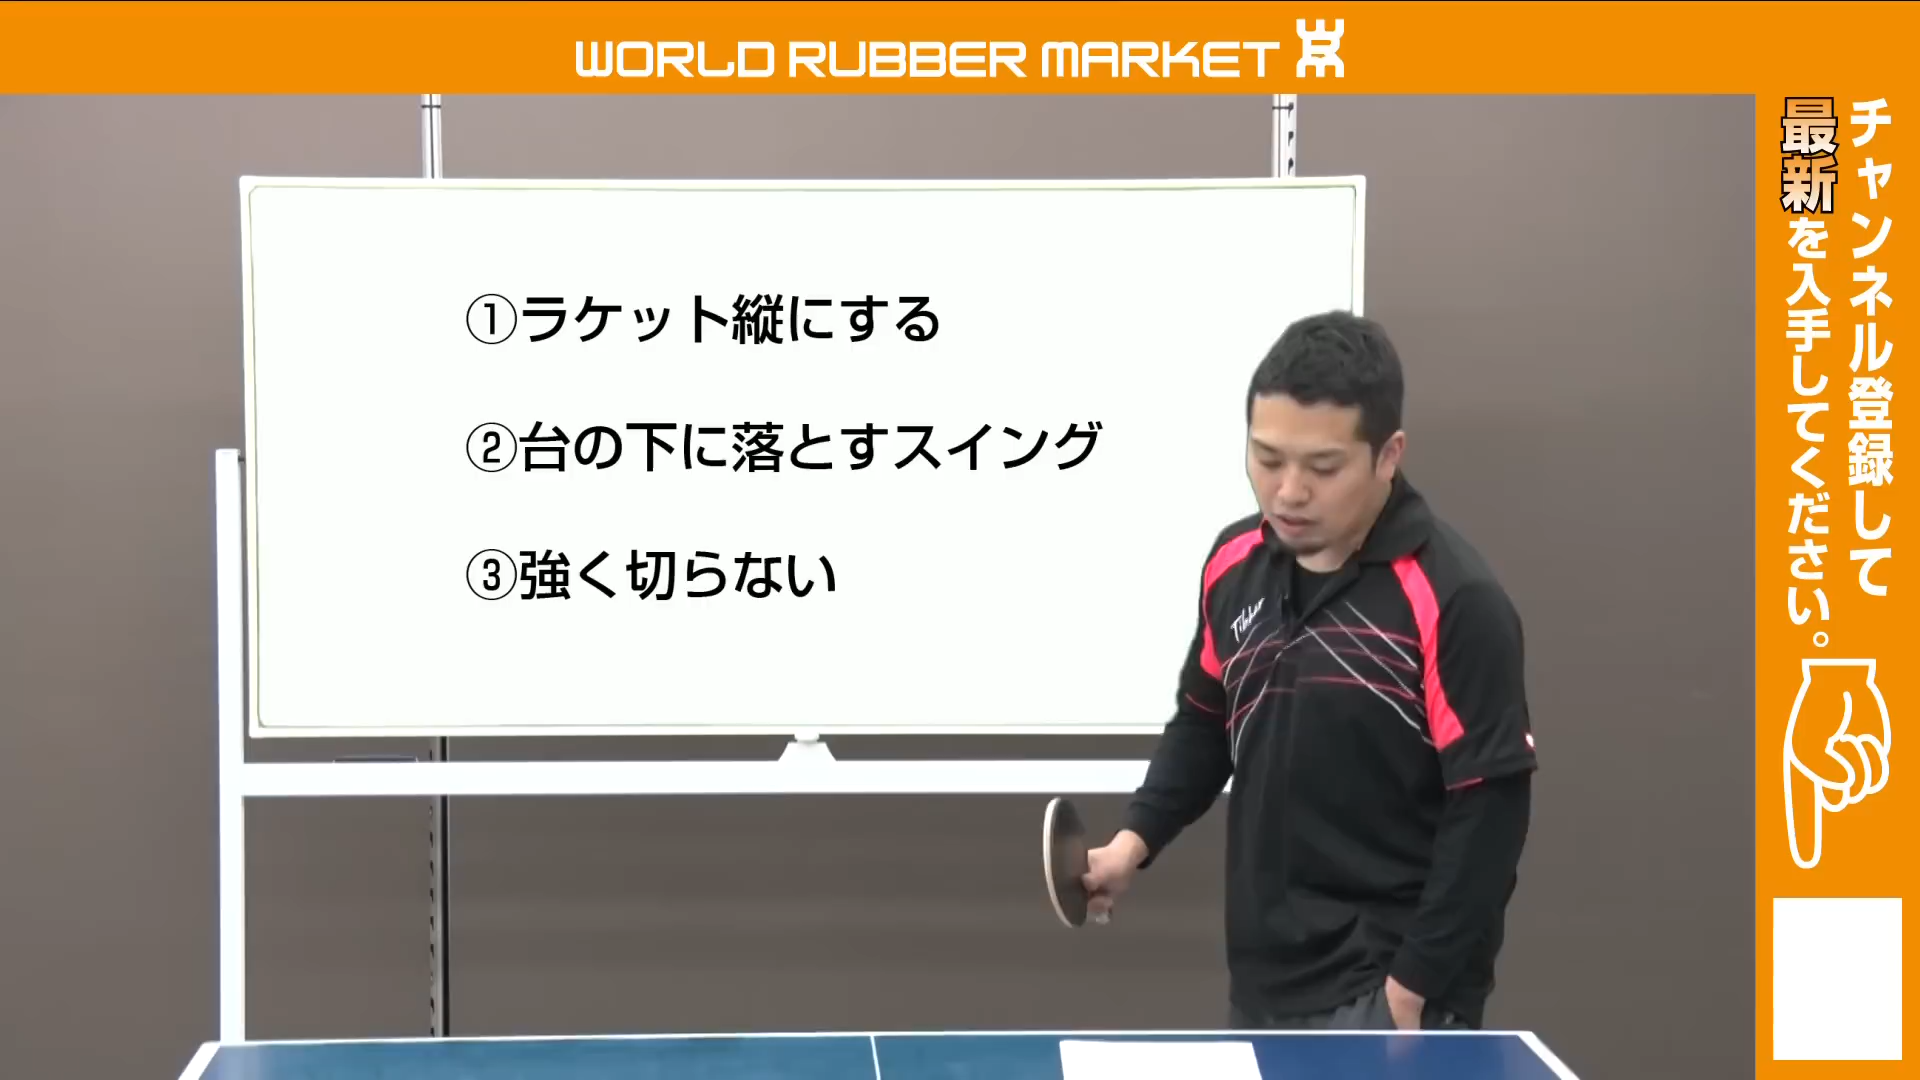 WORLD RUBBER MARKET
チャンネル登録して
最新を入手してください。
①ラケット縦にする
②台の下に落とすスイング
③強く切らない
Tibhar